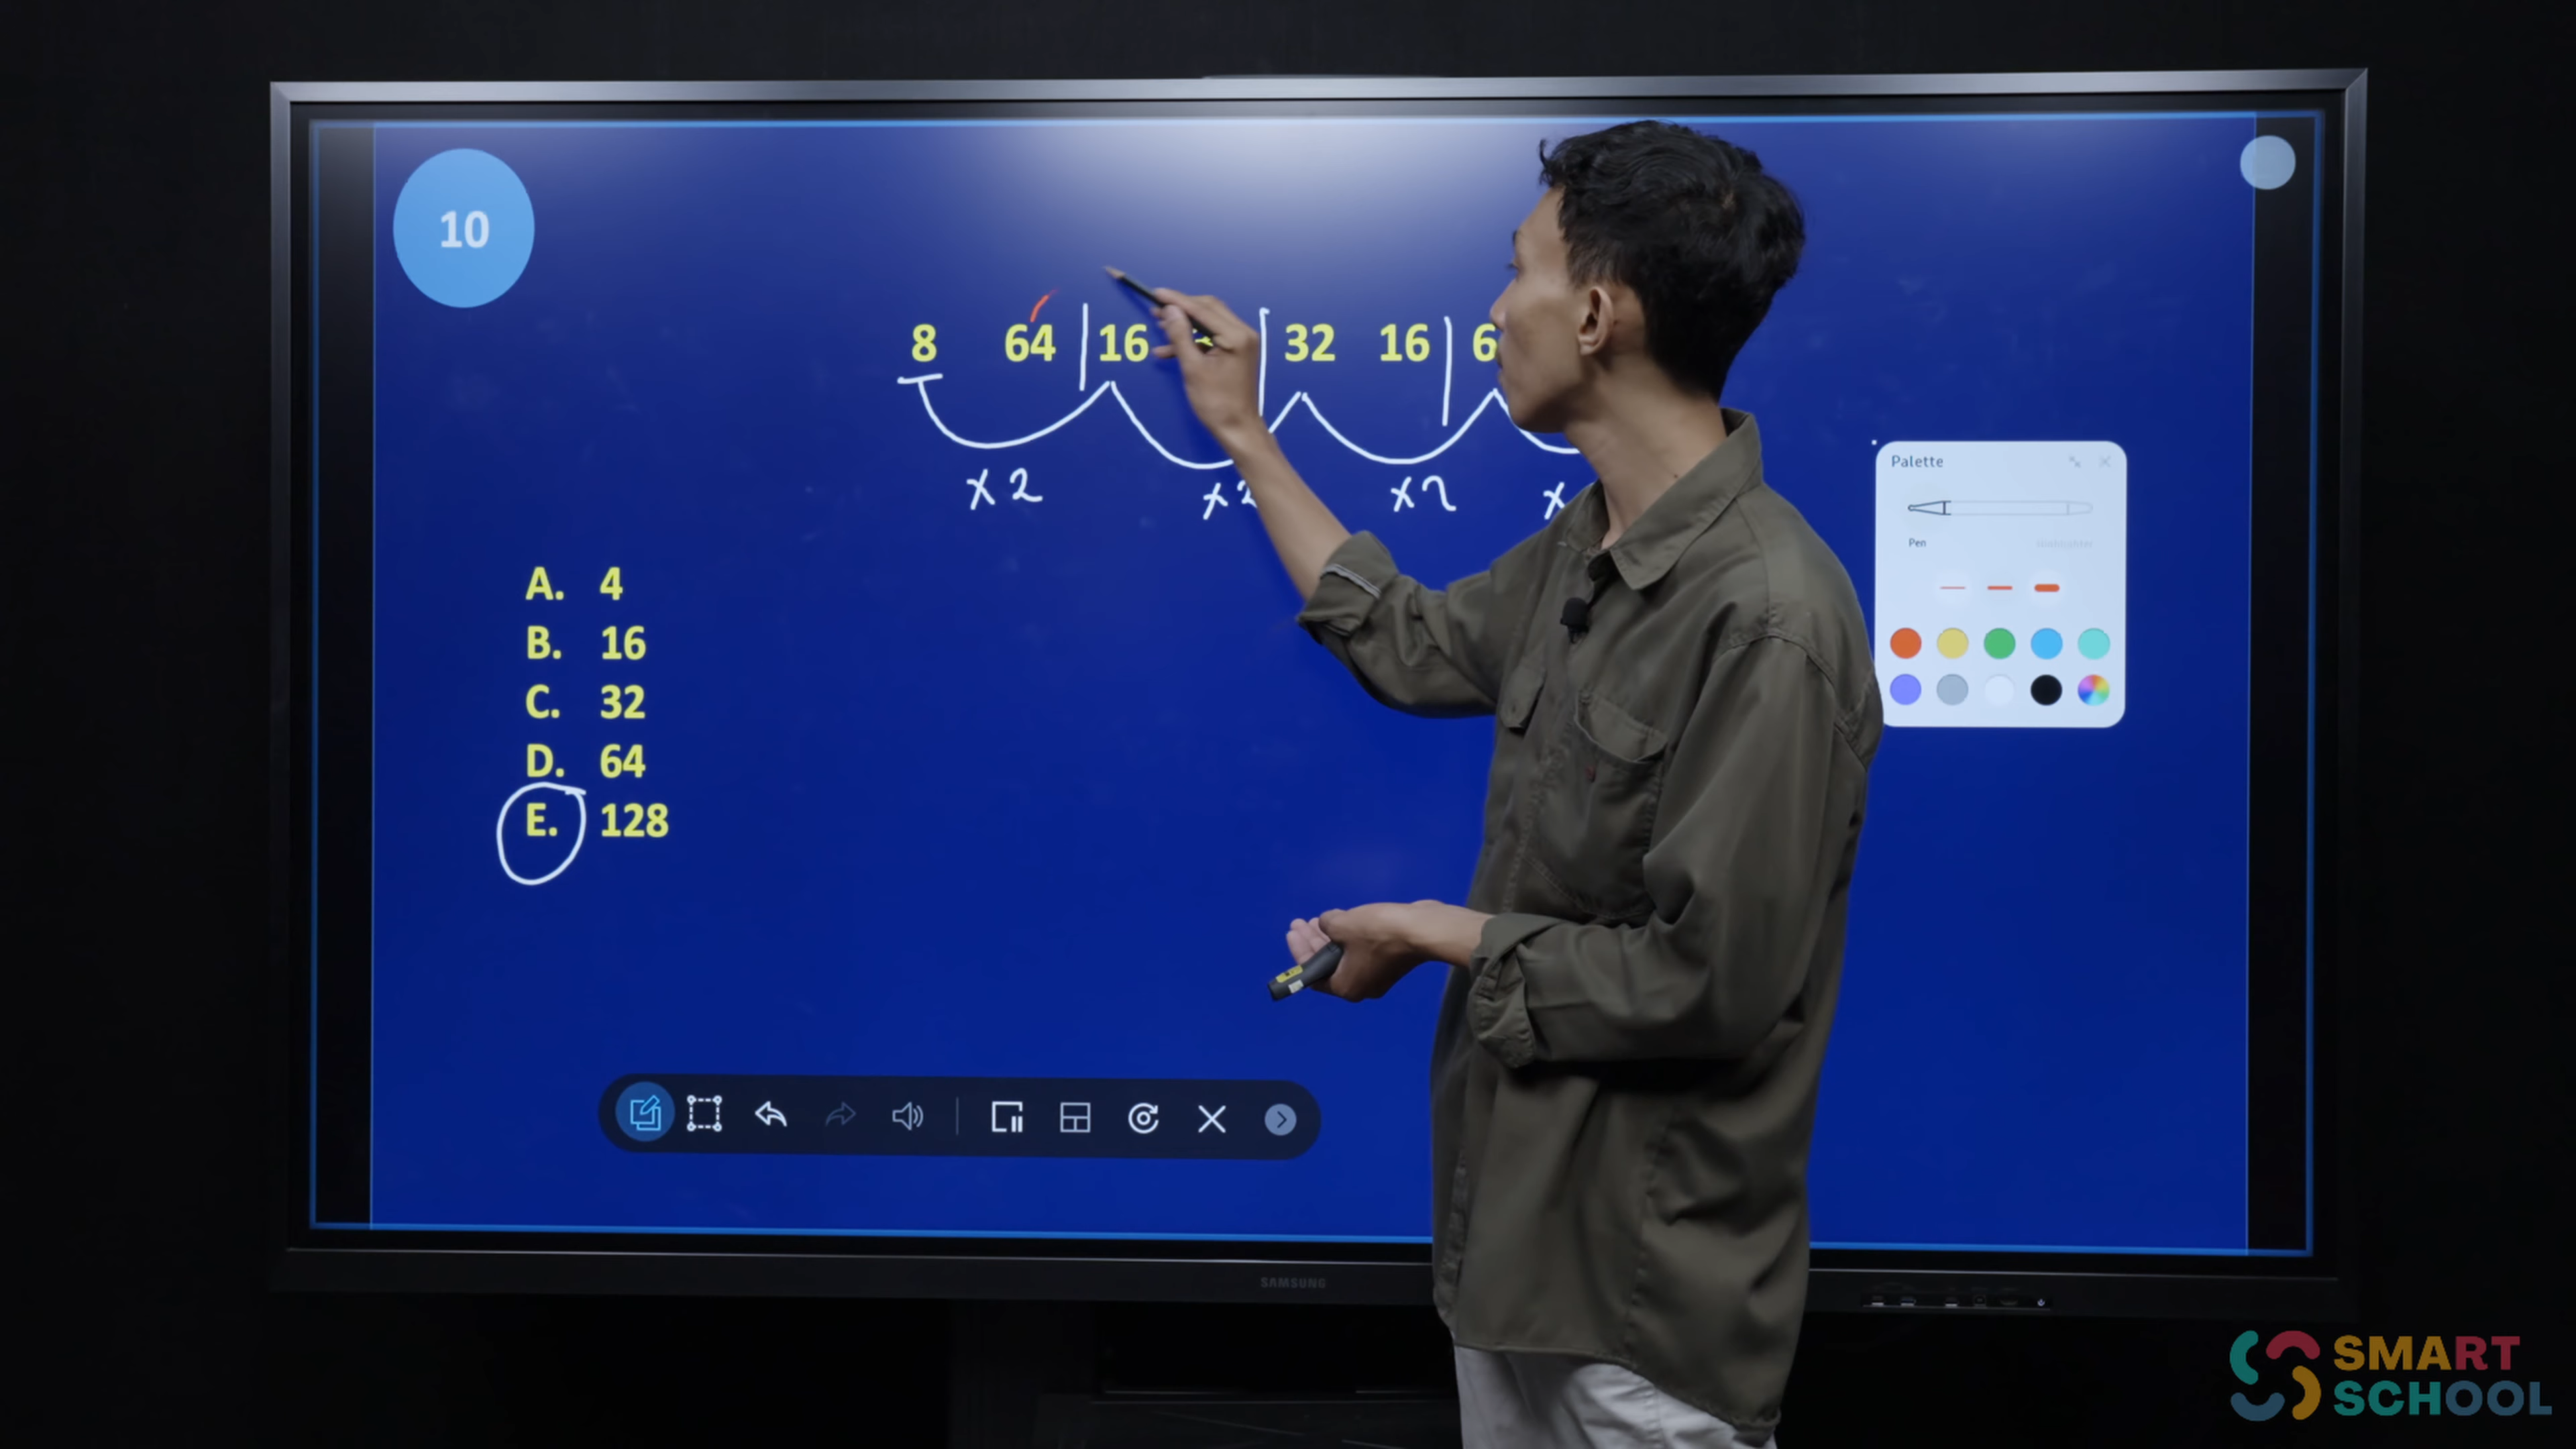 10
8 64 | 16 | 32 16 | 6
x2 x2 x2 x
A. 4
B. 16
C. 32
D. 64
E. 128
Palette
Pen
SAMSUNG
SMART
SCHOOL